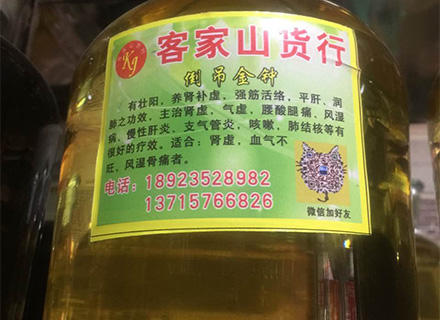 Kg
客家山货行
倒吊金钟
有壮阳，养肾补虚，强筋活络，平肝、润
肺之功效，主治肾虚、气虚，腰酸腿痛、风湿
病、慢性肝炎、支气管炎，咳嗽，肺结核等有
很好的疗效。适合：肾虚，血气不
旺，风湿骨痛者。
电话：18923528982
13715766826
微信加好友